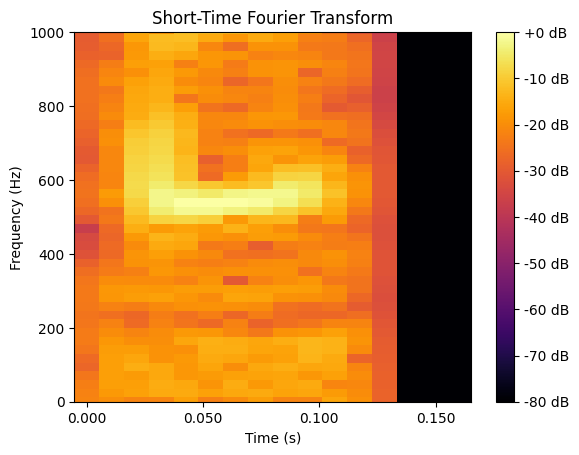 Short-Time Fourier Transform
1000
800
600
400
200
0
Frequency (Hz)
0.000
0.050
0.100
0.150
Time (s)
+0 dB
-10 dB
-20 dB
-30 dB
-40 dB
-50 dB
-60 dB
-70 dB
-80 dB